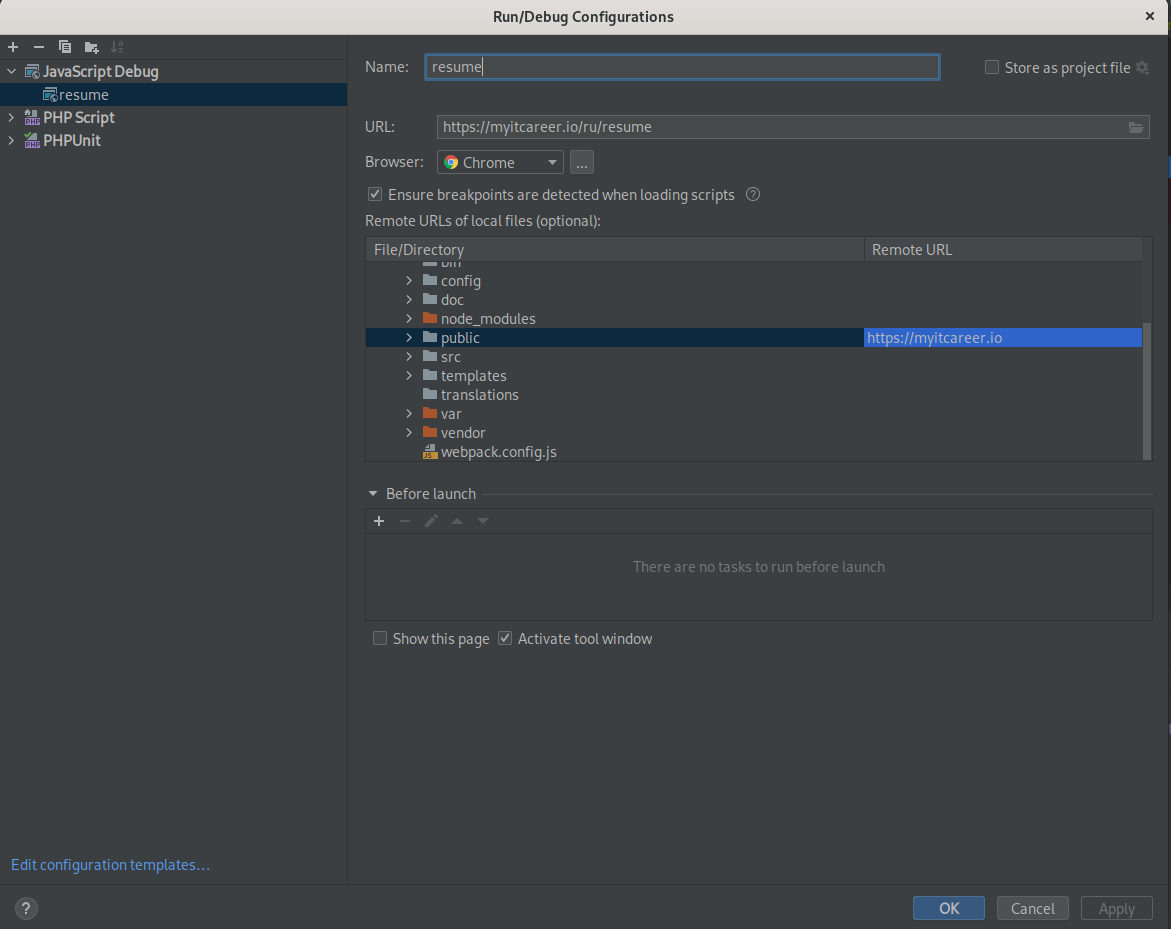 Run/Debug Configurations
JavaScript Debug
resume
PHP Script
PHPUnit
Name: resume
Store as project file
URL: https://myitcareer.io/ru/resume
Browser: Chrome ...
Ensure breakpoints are detected when loading scripts ?
Remote URLs of local files (optional):
File/Directory Remote URL
bin
config
doc
node_modules
public https://myitcareer.io
src
templates
translations
var
vendor
webpack.config.js
Before launch
There are no tasks to run before launch
Show this page Activate tool window
Edit configuration templates...
? OK Cancel Apply